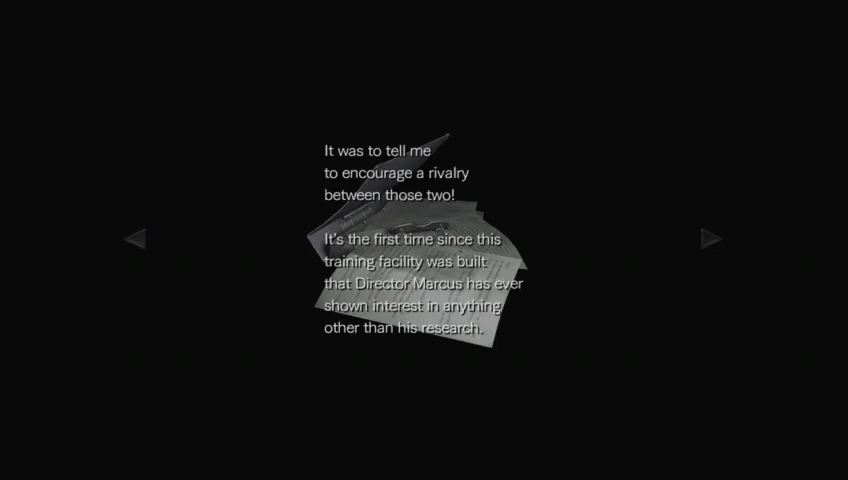 It was to tell me
to encourage a rivalry
between those two!
It's the first time since this
training facility was built
that Director Marcus has ever
shown interest in anything
other than his research.